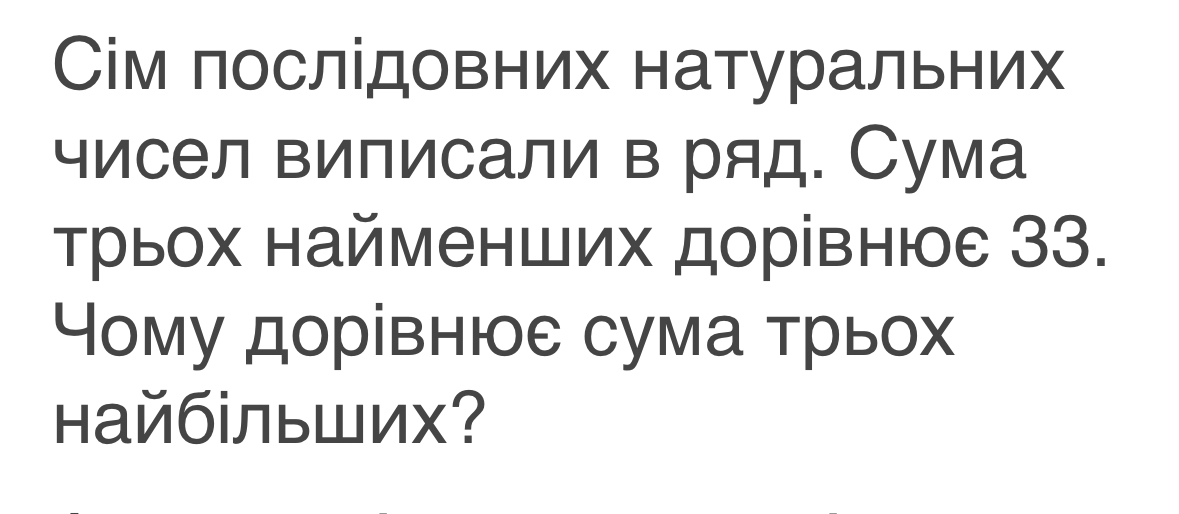 Сім послідовних натуральних
чисел виписали в ряд. Сума
трьох найменших дорівнює 33.
Чому дорівнює сума трьох
найбільших?